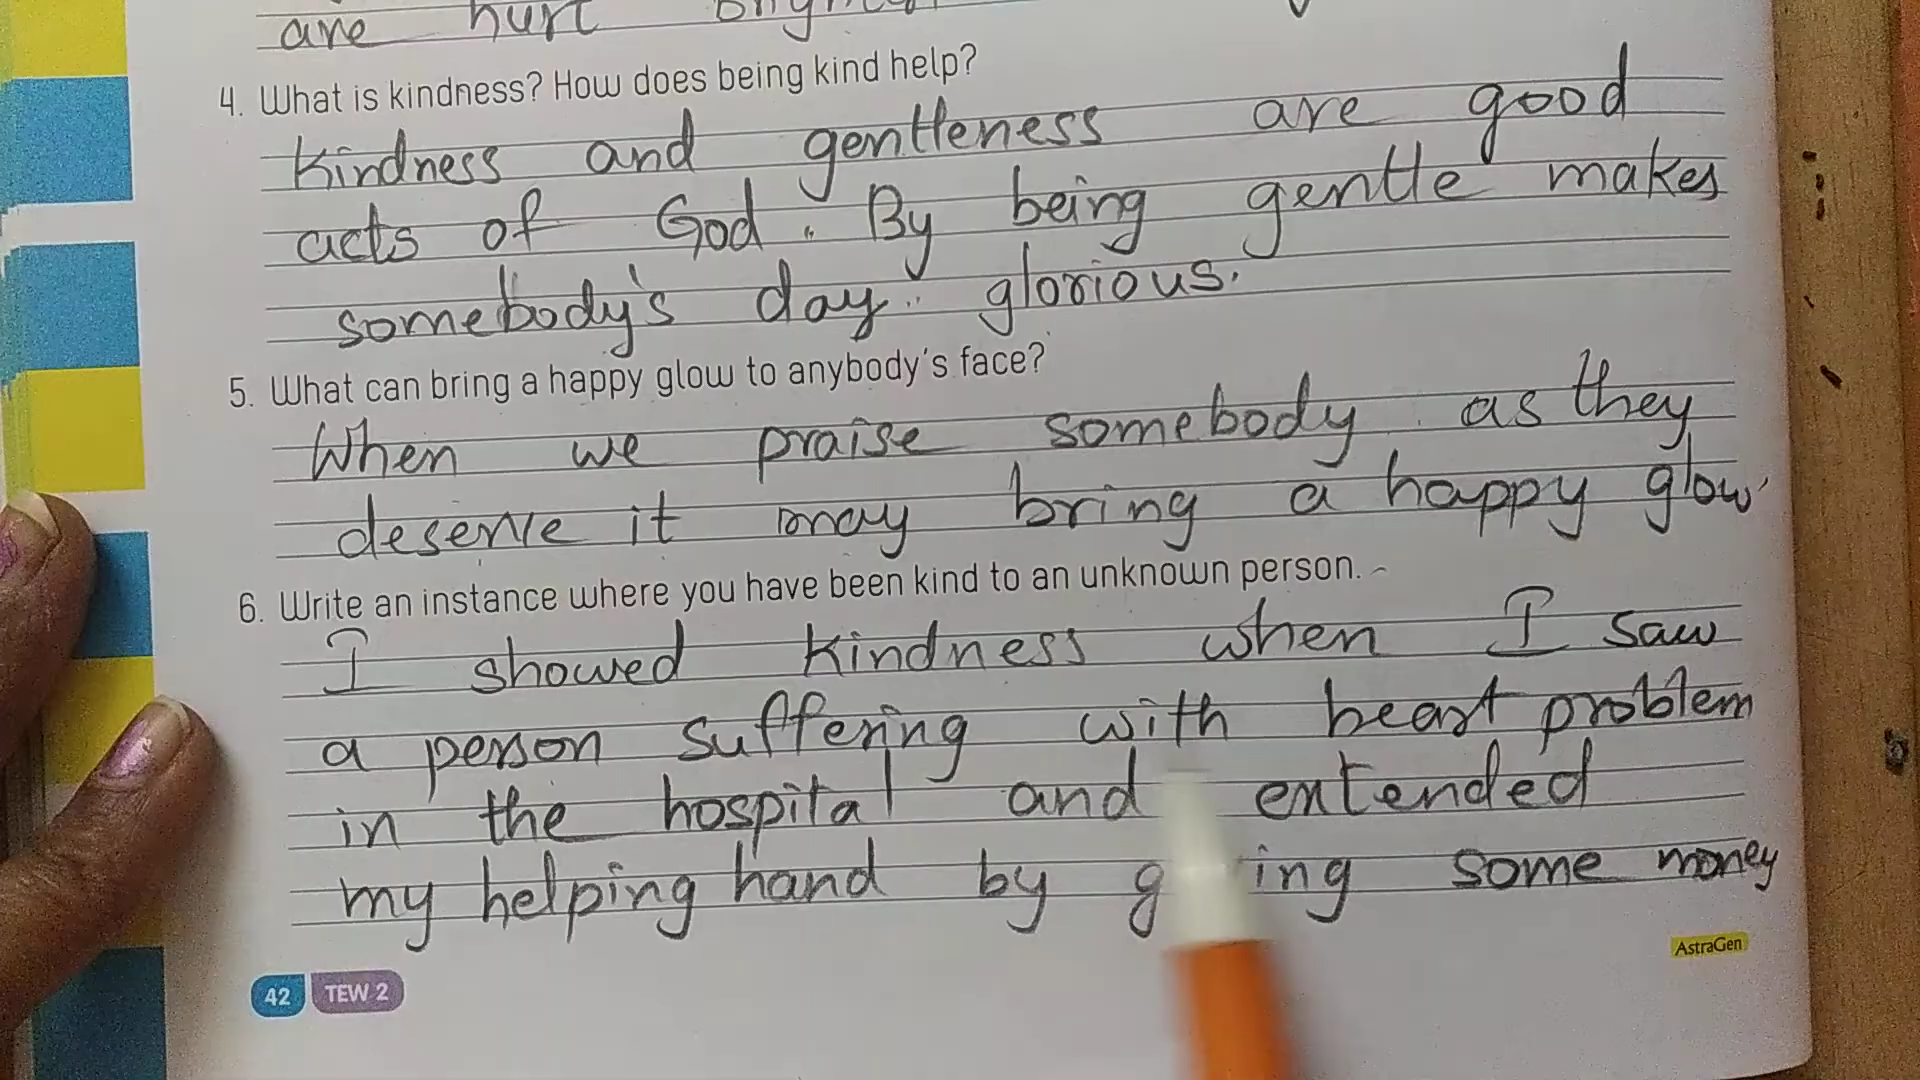 are hurt
4. What is kindness? How does being kind help?
Kindness and gentleness are good
acts of God. By being gentle makes
somebody's day glorious.
5. What can bring a happy glow to anybody's face?
When we praise somebody as they
deserve it may bring a happy glow
6. Write an instance where you have been kind to an unknown person.
I showed kindness when I saw
a person suffering with heart problem
in the hospital and extended
my helping hand by some money
AstraGen
42 TEW 2